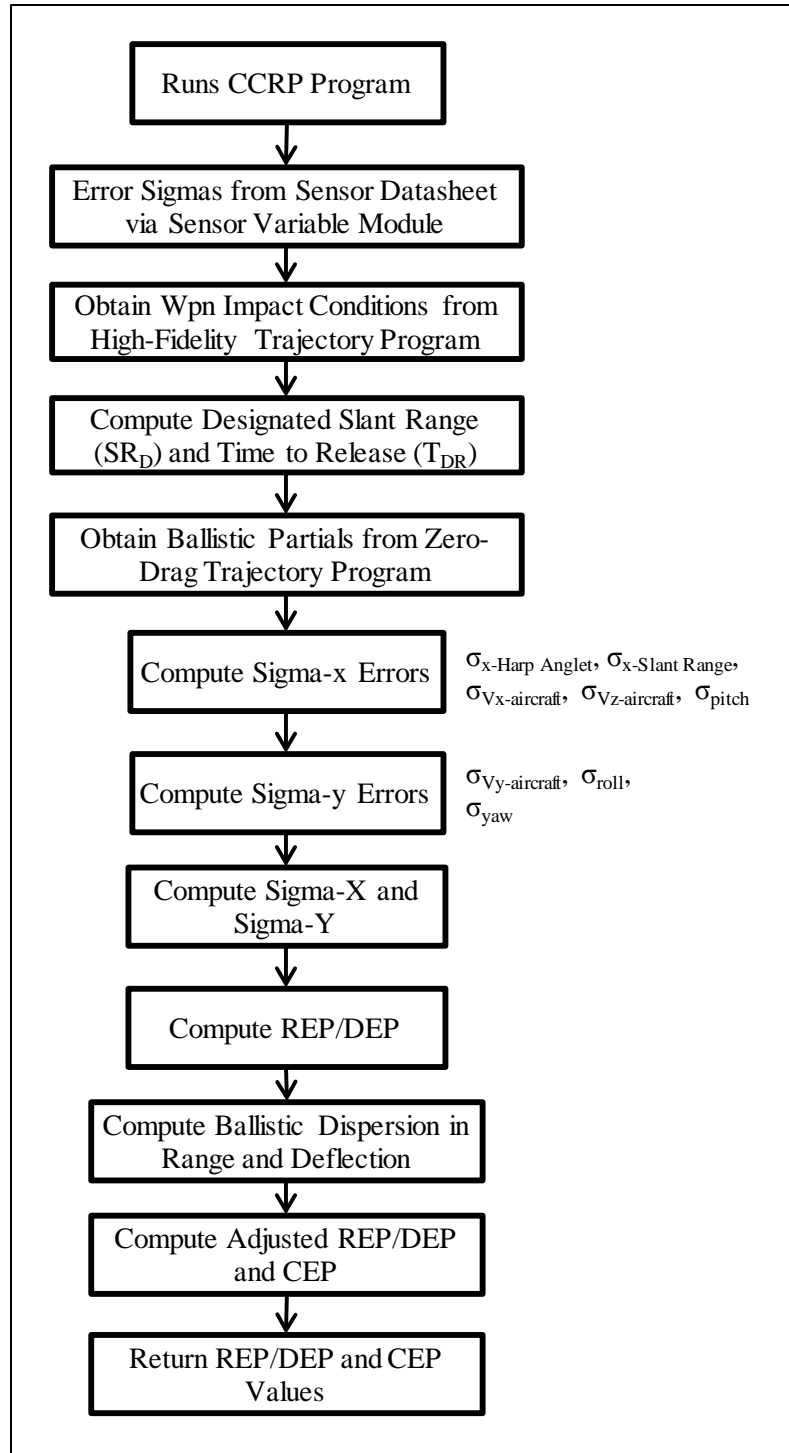 Runs CCRP Program
Error Sigmas from Sensor Datasheet
via Sensor Variable Module
Obtain Wpn Impact Conditions from
High-Fidelity Trajectory Program
Compute Designated Slant Range
(SR_D) and Time to Release (T_DR)
Obtain Ballistic Partials from Zero-
Drag Trajectory Program
Compute Sigma-x Errors
σx-Harp Anglet, σx-Slant Range,
σVx-aircraft, σVz-aircraft, σpitch
Compute Sigma-y Errors
σVy-aircraft, σroll,
σyaw
Compute Sigma-X and
Sigma-Y
Compute REP/DEP
Compute Ballistic Dispersion in
Range and Deflection
Compute Adjusted REP/DEP
and CEP
Return REP/DEP and CEP
Values